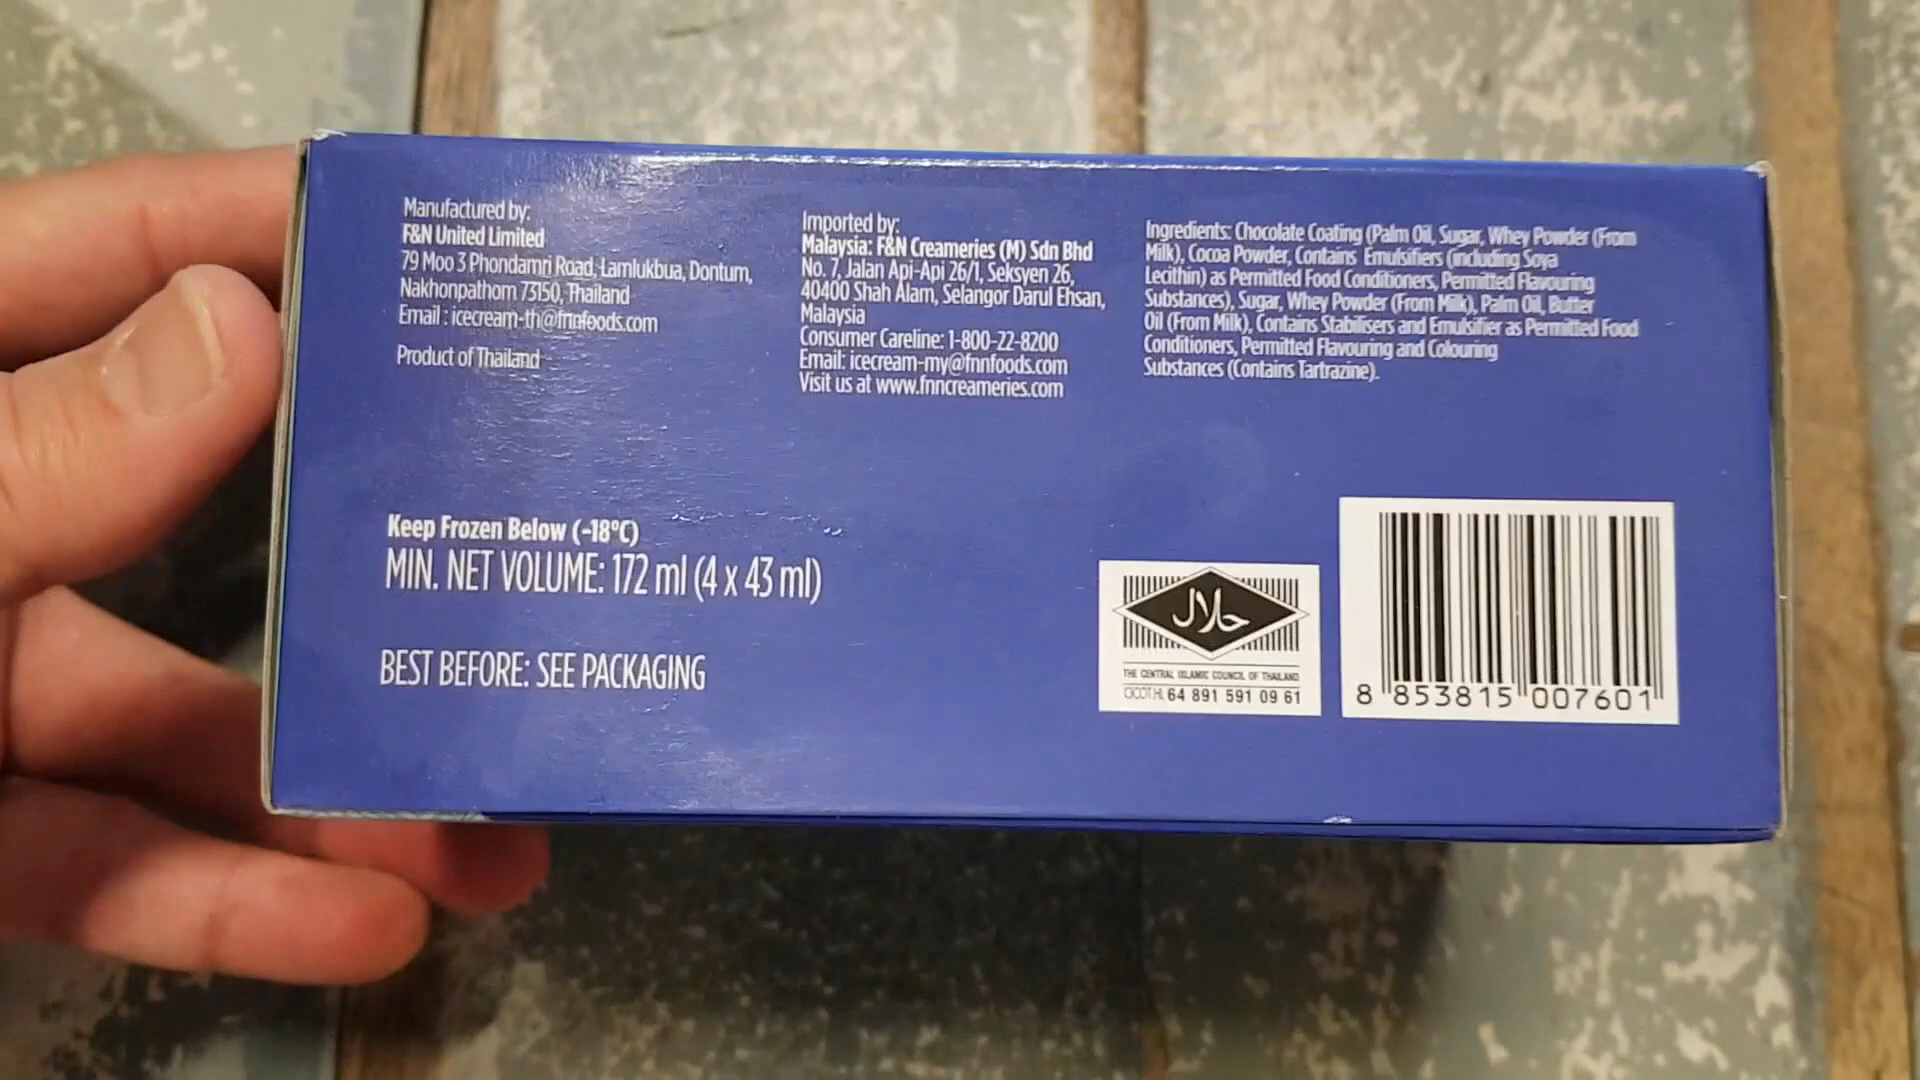 Manufactured by:
F&N United Limited
79 Moo 3 Phondamri Road, Lamlukbua, Dontum,
Nakhonpathom 73150, Thailand
Email : icecream-th@fnnfoods.com
Product of Thailand
Imported by:
Malaysia: F&N Creameries (M) Sdn Bhd
No. 7, Jalan Api-Api 26/1, Seksyen 26,
40400 Shah Alam, Selangor Darul Ehsan,
Malaysia
Consumer Careline: 1-800-22-8200
Email: icecream-my@fnnfoods.com
Visit us at www.fnncreameries.com
Ingredients: Chocolate Coating (Palm Oil, Sugar, Whey Powder (From
Milk), Cocoa Powder, Contains Emulsifiers (including Soya
Lecithin) as Permitted Food Conditioners, Permitted Flavouring
Substances), Sugar, Whey Powder (From Milk), Palm Oil, Butter
Oil (From Milk), Contains Stabilisers and Emulsifier as Permitted Food
Conditioners, Permitted Flavouring and Colouring
Substances (Contains Tartrazine).
Keep Frozen Below (-18°C)
MIN. NET VOLUME: 172 ml (4 x 43 ml)
BEST BEFORE: SEE PACKAGING
حلال
THE CENTRAL ISLAMIC COUNCIL OF THAILAND
CICOT.HL 64 891 591 09 61
8 853815 007601